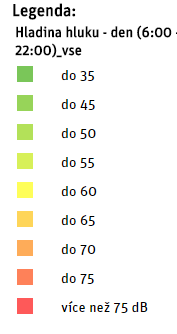 Legenda:
Hladina hluku - den (6:00 -
22:00)_vse
do 35
do 45
do 50
do 55
do 60
do 65
do 70
do 75
více než 75 dB